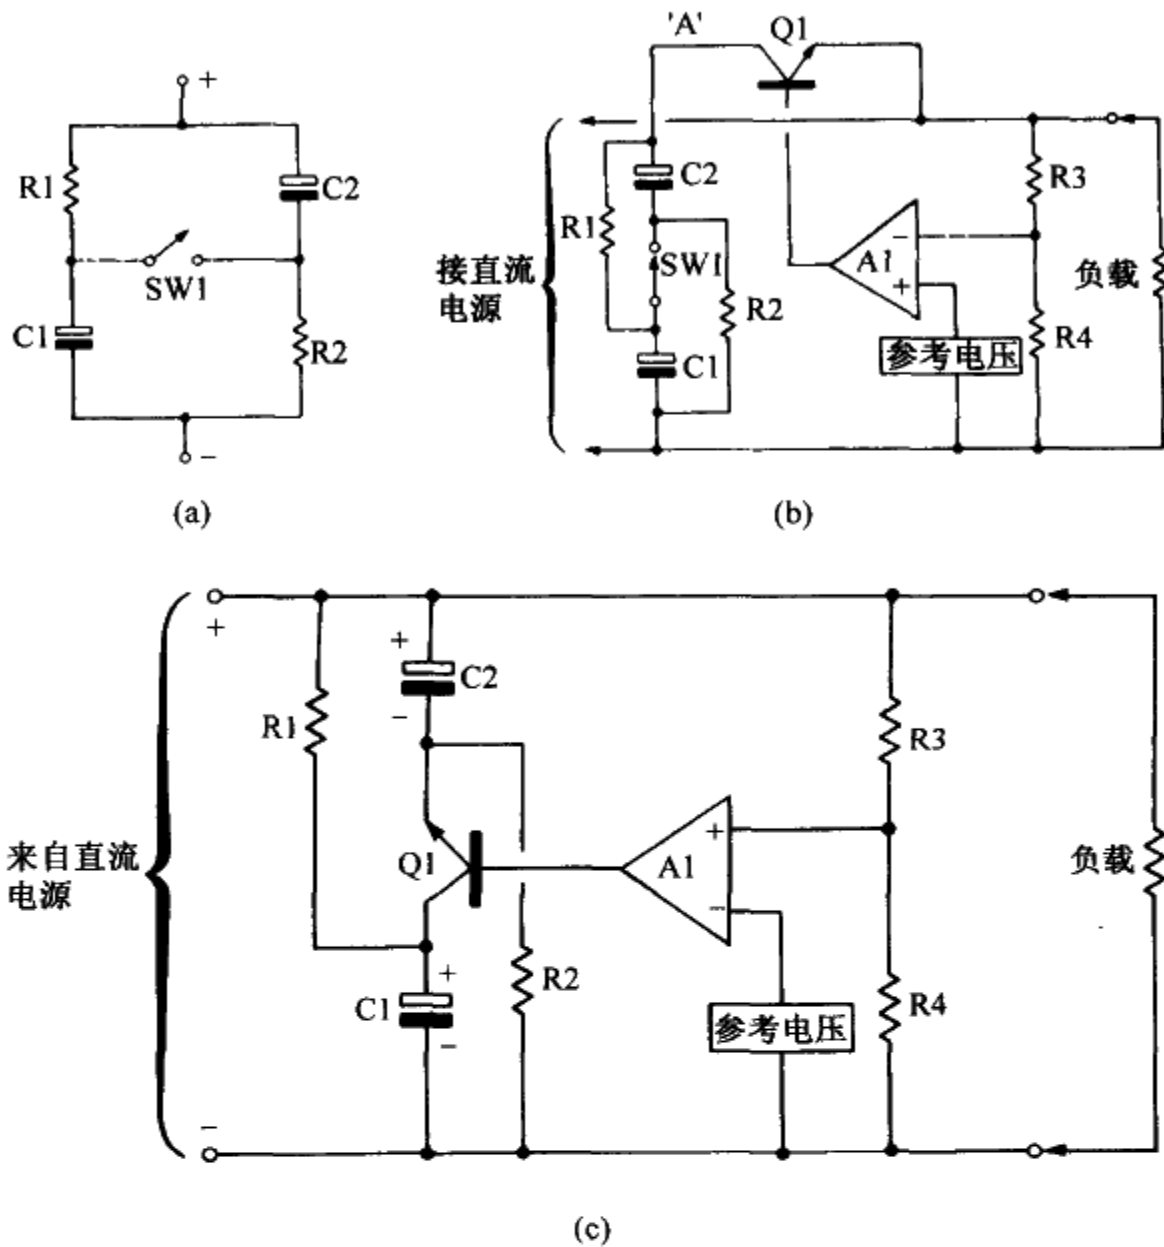 +
R1
C2
SW1
C1
R2
−
(a)
'A'
Q1
C2
R1
SW1
R2
C1
接直流
电源
A1
−
+
参考电压
R3
R4
负载
(b)
+
+
C2
−
R1
Q1
+
C1
−
R2
A1
+
−
参考电压
R3
R4
来自直流
电源
负载
−
(c)